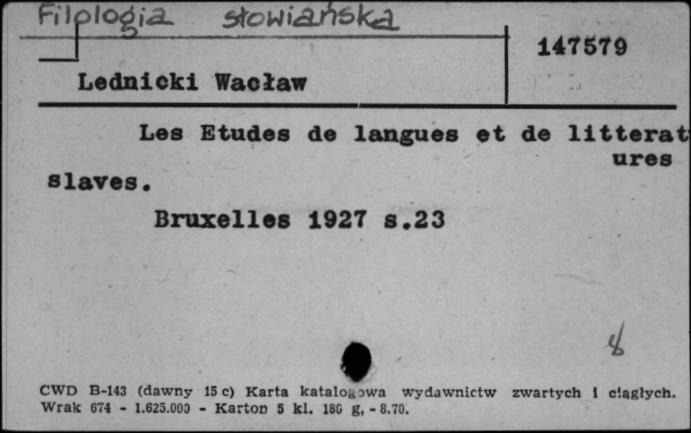 Filologia słowiańska
147579
Lednicki Wacław
Les Etudes de langues et de litterat
ures
slaves.
Bruxelles 1927 s.23
8
CWD B-143 (dawny 15 c) Karta katalogowa wydawnictw zwartych i ciągłych.
Wrak 674 - 1.625.000 - Karton 5 kl. 180 g. - 8.70.